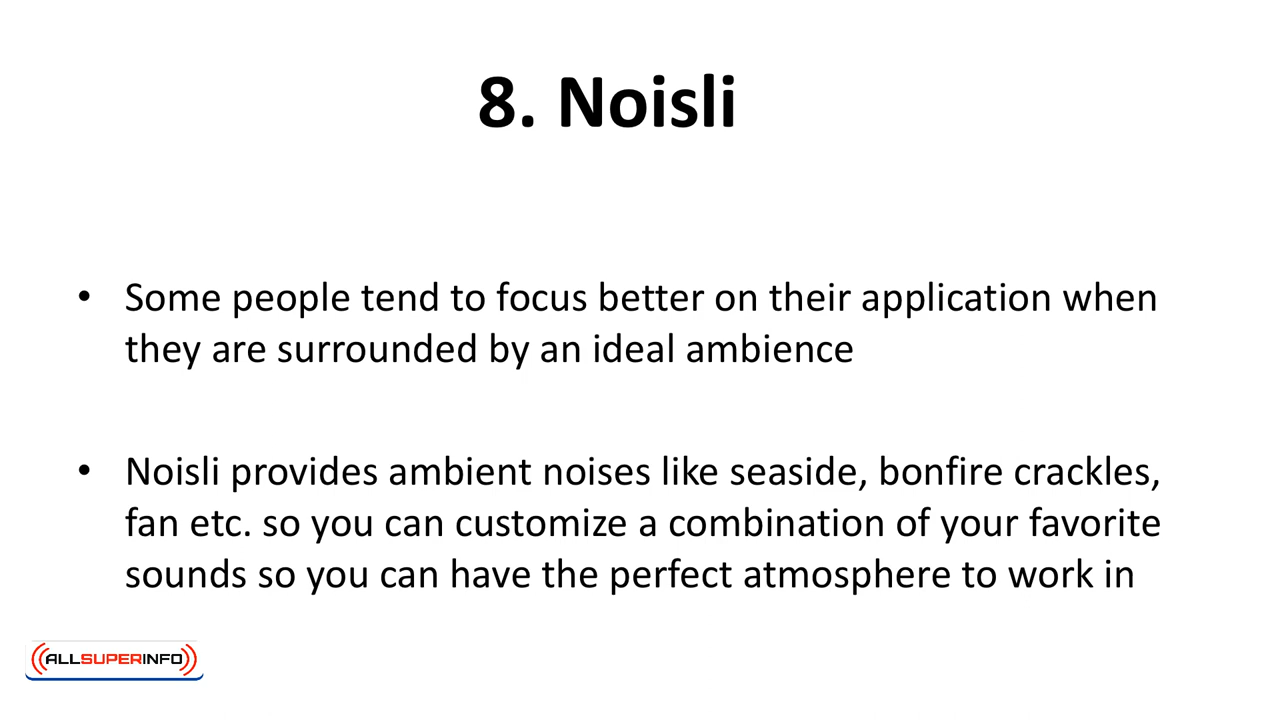 8. Noisli
• Some people tend to focus better on their application when
they are surrounded by an ideal ambience
• Noisli provides ambient noises like seaside, bonfire crackles,
fan etc. so you can customize a combination of your favorite
sounds so you can have the perfect atmosphere to work in
ALLSUPERINFO